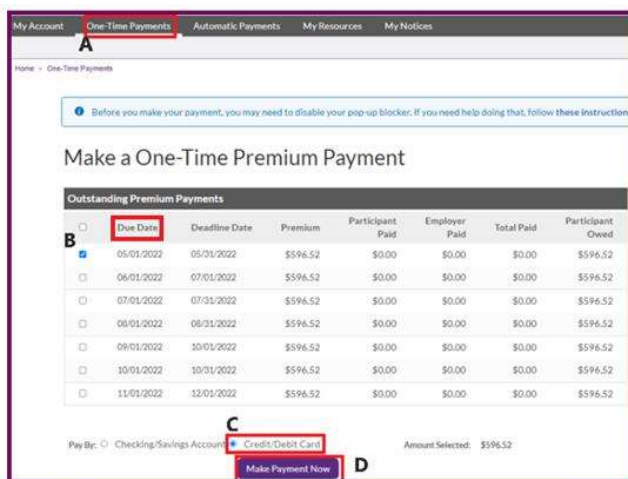 My Account One-Time Payments Automatic Payments My Resources My Notices
A
Home - One-Time Payments
Before you make your payment, you may need to disable your pop-up blocker. If you need help doing that, follow these instruction
Make a One-Time Premium Payment
Outstanding Premium Payments
Due Date Deadline Date Premium Participant Paid Employer Paid Total Paid Participant Owed
B
05/01/2022 05/31/2022 $596.52 $0.00 $0.00 $0.00 $596.52
06/01/2022 07/01/2022 $596.52 $0.00 $0.00 $0.00 $596.52
07/01/2022 07/31/2022 $596.52 $0.00 $0.00 $0.00 $596.52
08/01/2022 08/31/2022 $596.52 $0.00 $0.00 $0.00 $596.52
09/01/2022 10/01/2022 $596.52 $0.00 $0.00 $0.00 $596.52
10/01/2022 10/31/2022 $596.52 $0.00 $0.00 $0.00 $596.52
11/01/2022 12/01/2022 $596.52 $0.00 $0.00 $0.00 $596.52
C
Pay By: Checking/Savings Account Credit/Debit Card Amount Selected: $596.52
Make Payment Now D